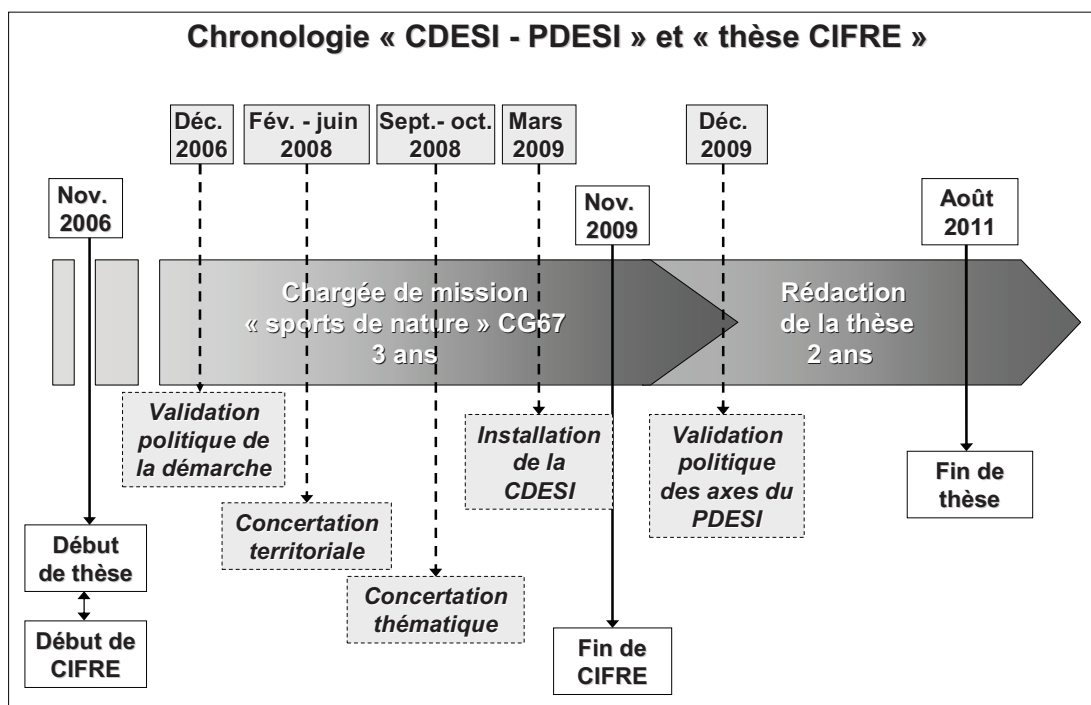 Chronologie « CDESI - PDESI » et « thèse CIFRE »
Déc.
2006
Fév. - juin
2008
Sept.- oct.
2008
Mars
2009
Déc.
2009
Nov.
2006
Nov.
2009
Août
2011
Chargée de mission
« sports de nature » CG67
3 ans
Rédaction
de la thèse
2 ans
Validation
politique de
la démarche
Installation
de la
CDESI
Validation
politique
des axes du
PDESI
Fin de
thèse
Concertation
territoriale
Début
de thèse
Concertation
thématique
Début de
CIFRE
Fin de
CIFRE